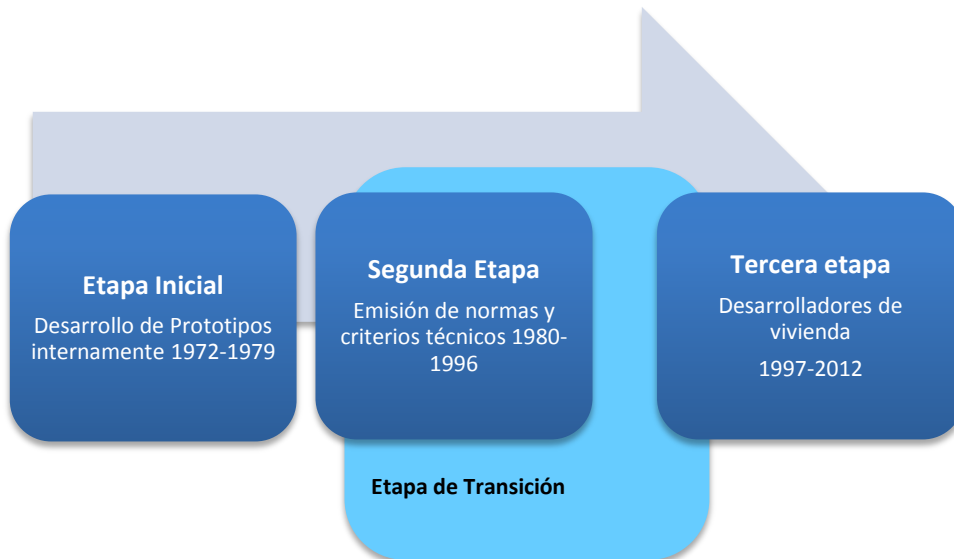 Etapa Inicial
Desarrollo de Prototipos
internamente 1972-1979
Segunda Etapa
Emisión de normas y
criterios técnicos 1980-
1996
Tercera etapa
Desarrolladores de
vivienda
1997-2012
Etapa de Transición